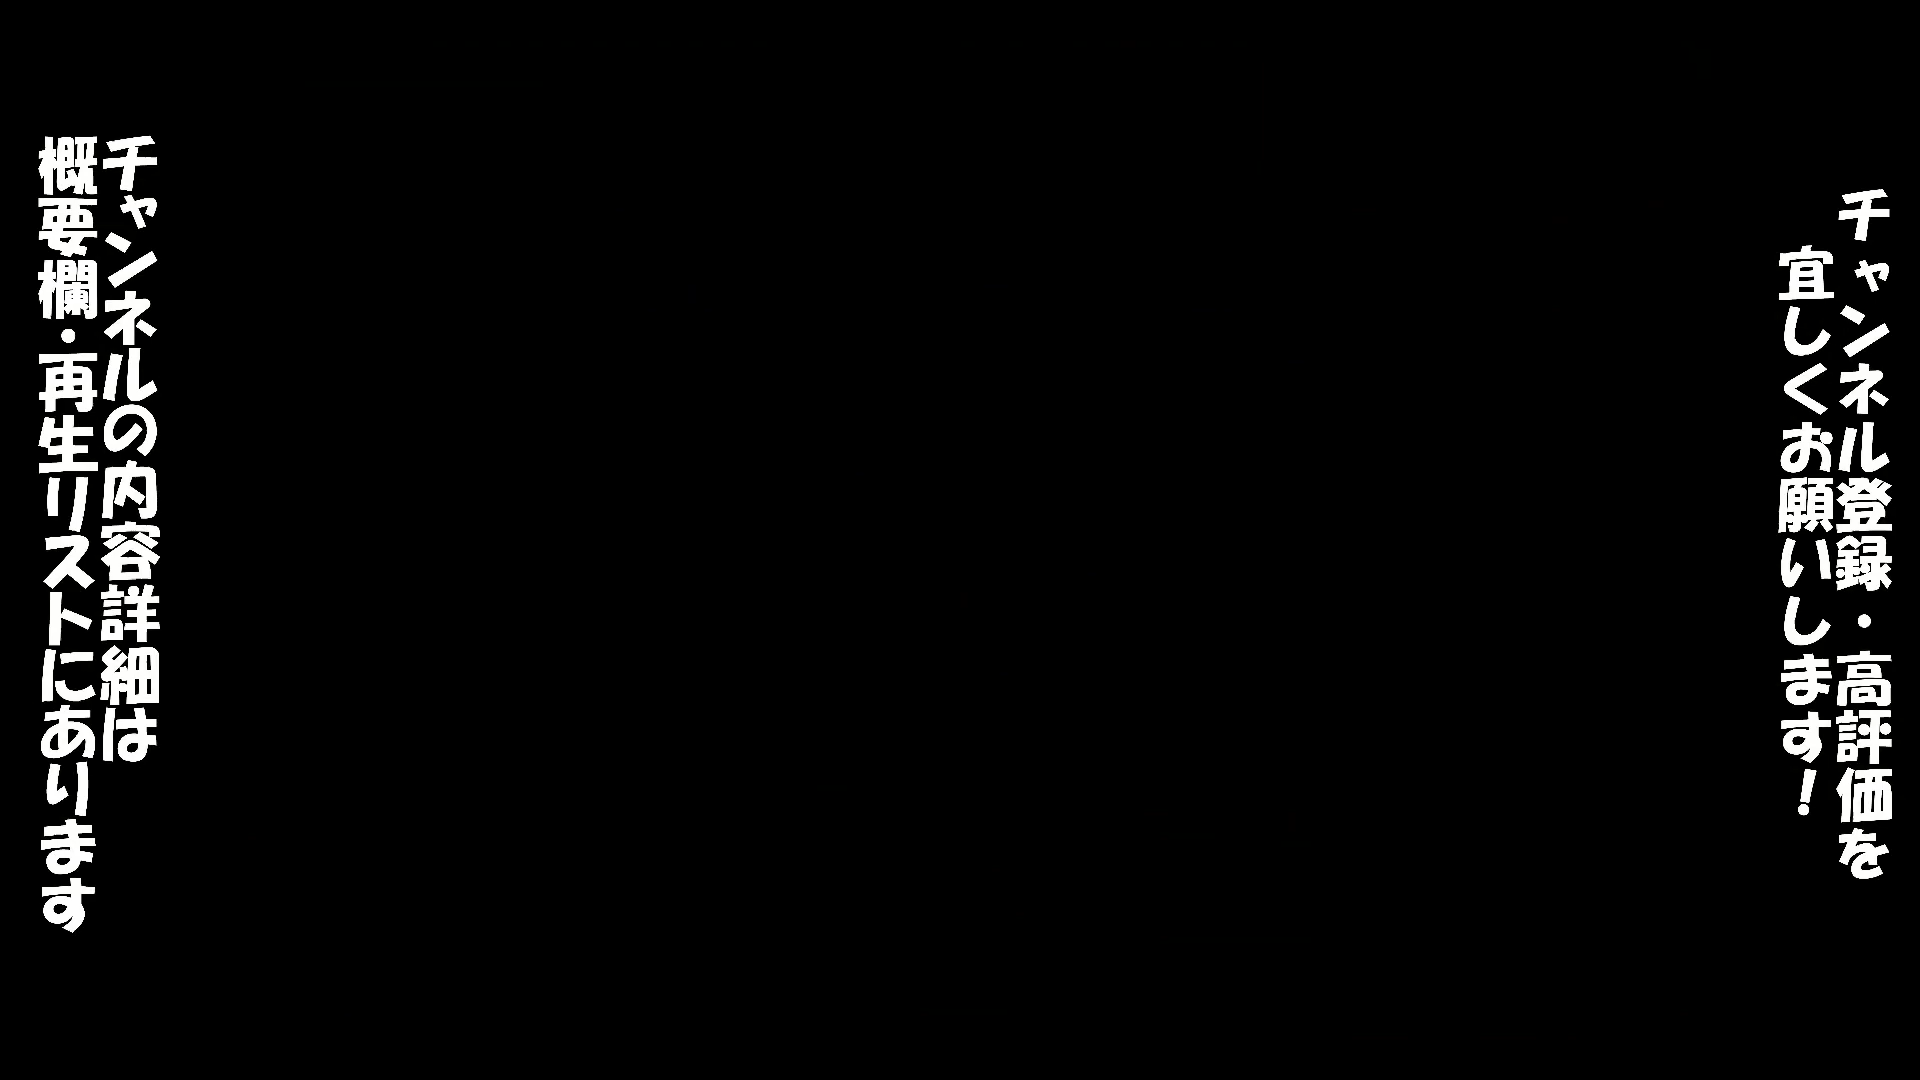 チャンネル登録・高評価を
宜しくお願いします！
チャンネルの内容詳細は
概要欄・再生リストにあります